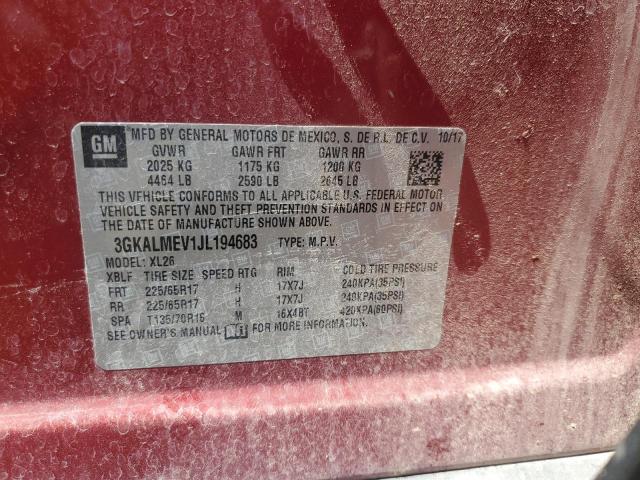 GM
MFD BY GENERAL MOTORS DE MEXICO, S. DE R.L. DE C.V. 10/17
GVWR GAWR FRT GAWR RR
2025 KG 1175 KG 1200 KG
4464 LB 2590 LB 2645 LB
THIS VEHICLE CONFORMS TO ALL APPLICABLE U.S. FEDERAL MOTOR
VEHICLE SAFETY AND THEFT PREVENTION STANDARDS IN EFFECT ON
THE DATE OF MANUFACTURE SHOWN ABOVE.
3GKALMEV1JL194683 TYPE: M.P.V.
MODEL: XL26
XBLF TIRE SIZE SPEED RTG RIM COLD TIRE PRESSURE
FRT 225/65R17 H 17X7J 240KPA(35PSI)
RR 225/65R17 H 17X7J 240KPA(35PSI)
SPA T135/70R16 M 16X4BT 420KPA(60PSI)
SEE OWNER'S MANUAL FOR MORE INFORMATION.